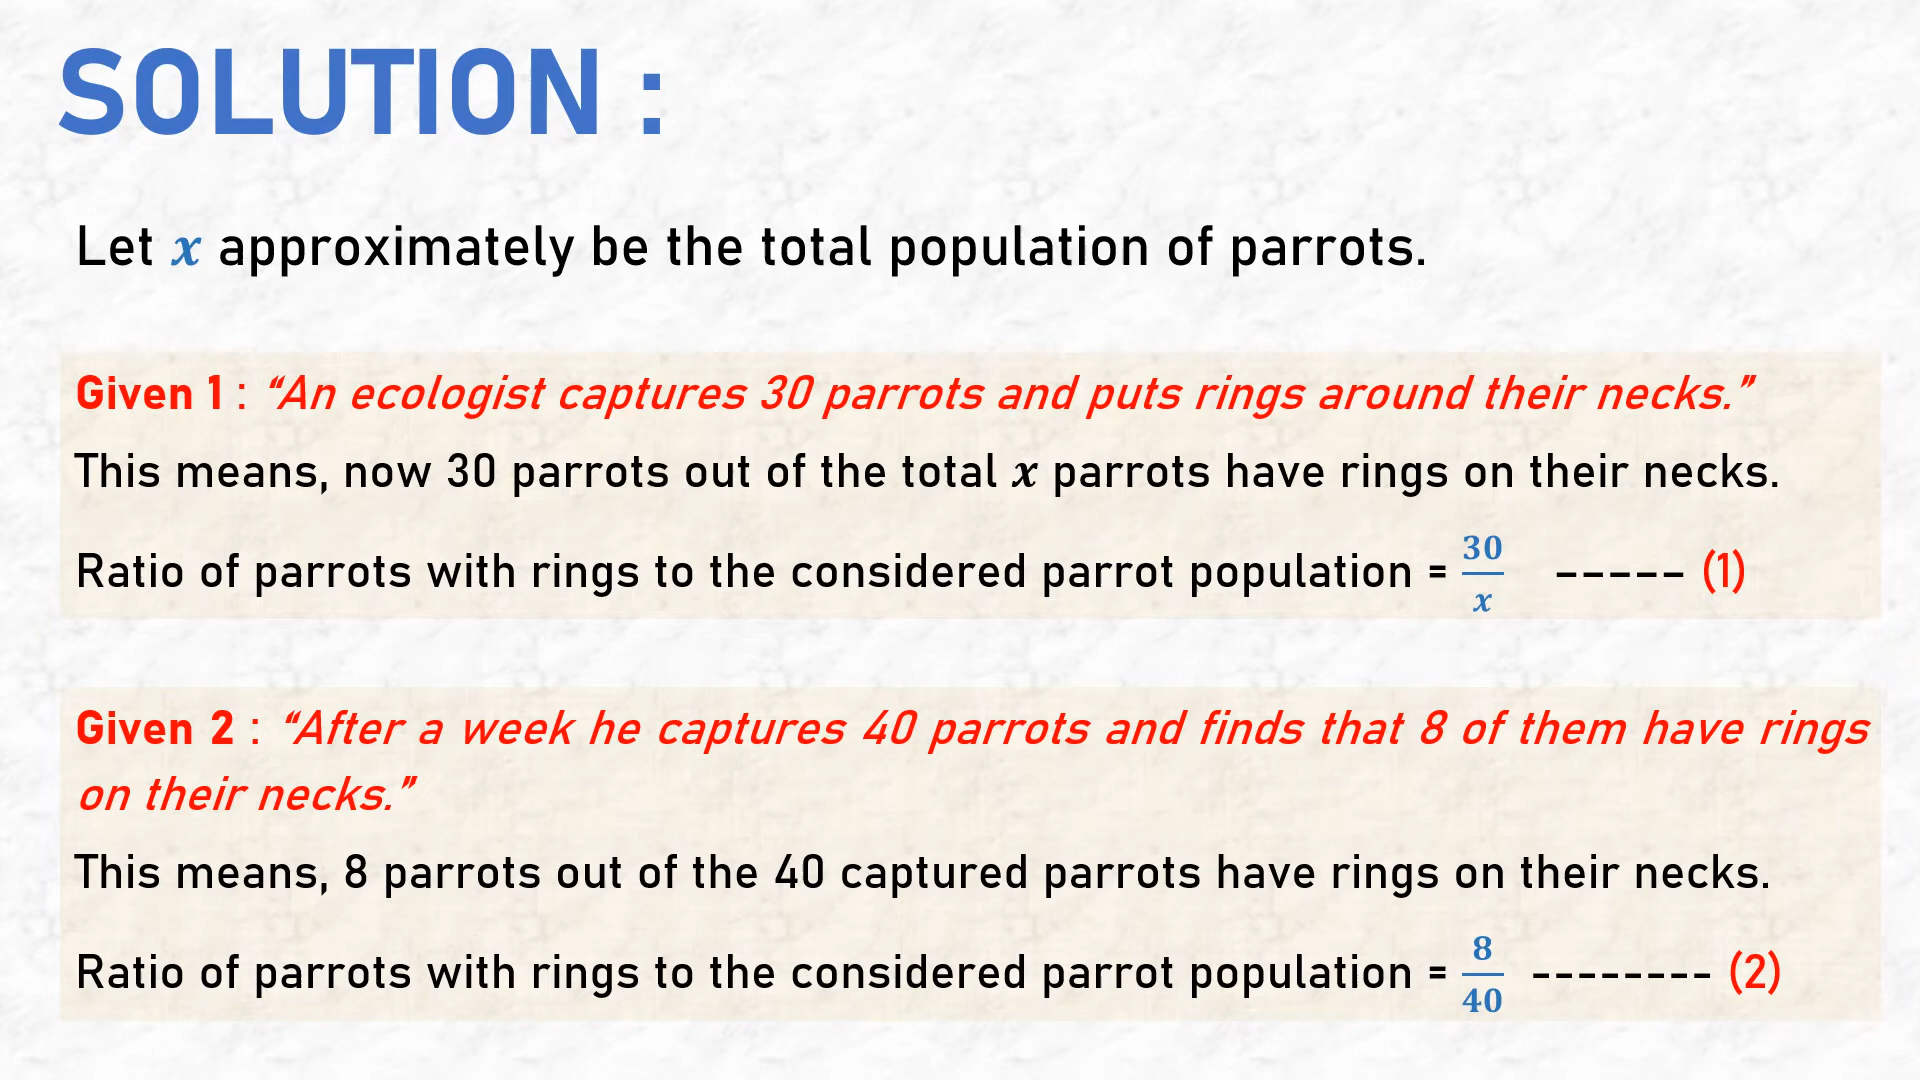 SOLUTION :
Let x approximately be the total population of parrots.
Given 1 : “An ecologist captures 30 parrots and puts rings around their necks.”
This means, now 30 parrots out of the total x parrots have rings on their necks.
Ratio of parrots with rings to the considered parrot population = 30/x ----- (1)
Given 2 : “After a week he captures 40 parrots and finds that 8 of them have rings
on their necks.”
This means, 8 parrots out of the 40 captured parrots have rings on their necks.
Ratio of parrots with rings to the considered parrot population = 8/40 -------- (2)